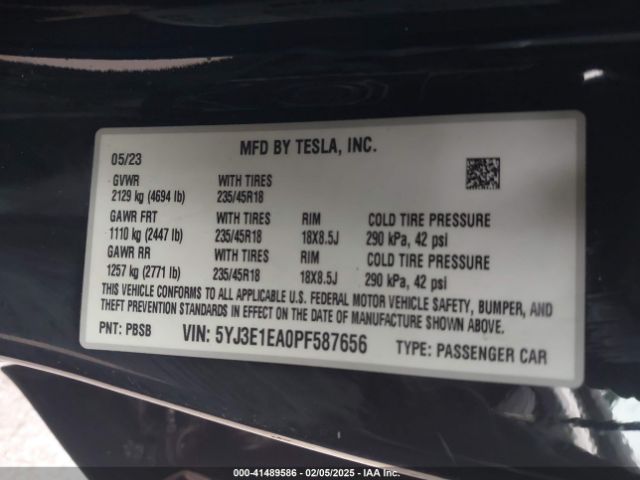 MFD BY TESLA, INC.
05/23
GVWR WITH TIRES
2129 kg (4694 lb) 235/45R18
GAWR FRT WITH TIRES RIM COLD TIRE PRESSURE
1110 kg (2447 lb) 235/45R18 18X8.5J 290 kPa, 42 psi
GAWR RR WITH TIRES RIM COLD TIRE PRESSURE
1257 kg (2771 lb) 235/45R18 18X8.5J 290 kPa, 42 psi
THIS VEHICLE CONFORMS TO ALL APPLICABLE U.S. FEDERAL MOTOR VEHICLE SAFETY, BUMPER, AND
THEFT PREVENTION STANDARDS IN EFFECT ON THE DATE OF MANUFACTURE SHOWN ABOVE.
PNT: PBSB VIN: 5YJ3E1EA0PF587656 TYPE: PASSENGER CAR
000-41489586 - 02/05/2025 - IAA Inc.